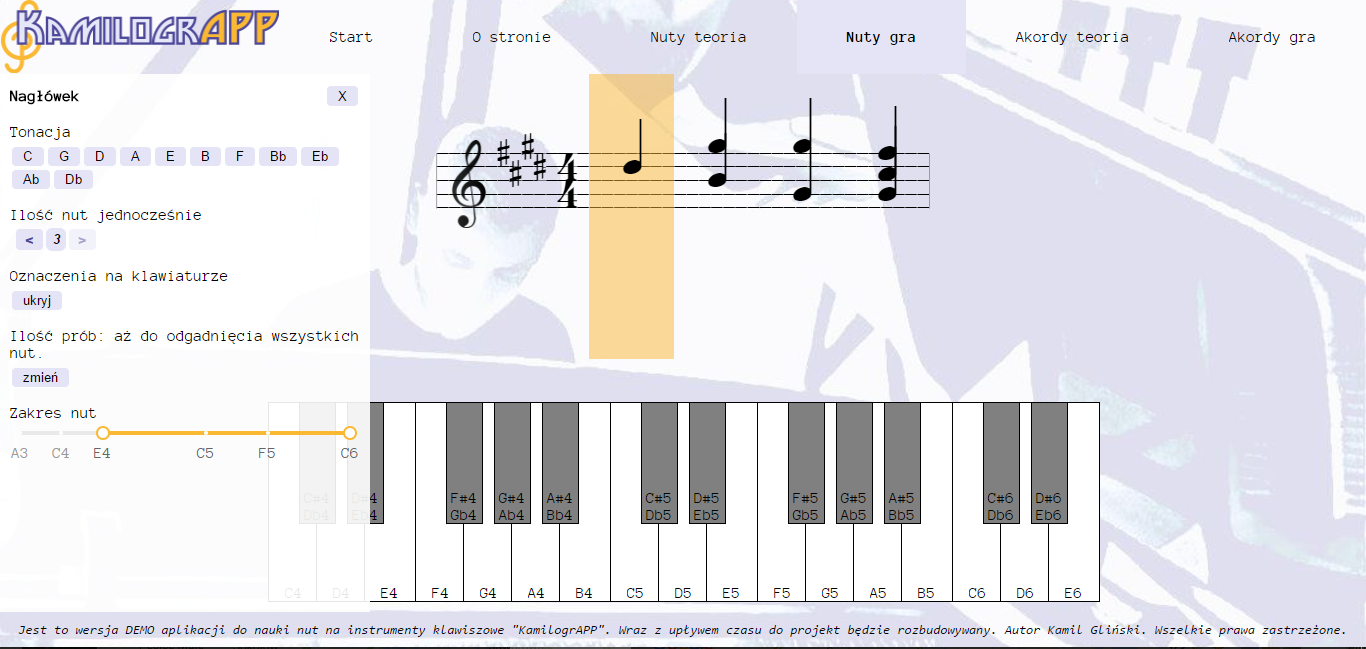 KAMILOGRAPP
Start O stronie Nuty teoria Nuty gra Akordy teoria Akordy gra
Nagłówek X
Tonacja
C G D A E B F Bb Eb
Ab Db
Ilość nut jednocześnie
< 3 >
Oznaczenia na klawiaturze
ukryj
Ilość prób: aż do odgadnięcia wszystkich
nut.
zmień
Zakres nut
A3 C4 E4 C5 F5 C6
4
4
C#4 D#4 F#4 G#4 A#4 C#5 D#5 F#5 G#5 A#5 C#6 D#6
Db4 Eb4 Gb4 Ab4 Bb4 Db5 Eb5 Gb5 Ab5 Bb5 Db6 Eb6
C4 D4 E4 F4 G4 A4 B4 C5 D5 E5 F5 G5 A5 B5 C6 D6 E6
Jest to wersja DEMO aplikacji do nauki nut na instrumenty klawiszowe "KamilogrAPP". Wraz z upływem czasu do projekt będzie rozbudowywany. Autor Kamil Gliński. Wszelkie prawa zastrzeżone.